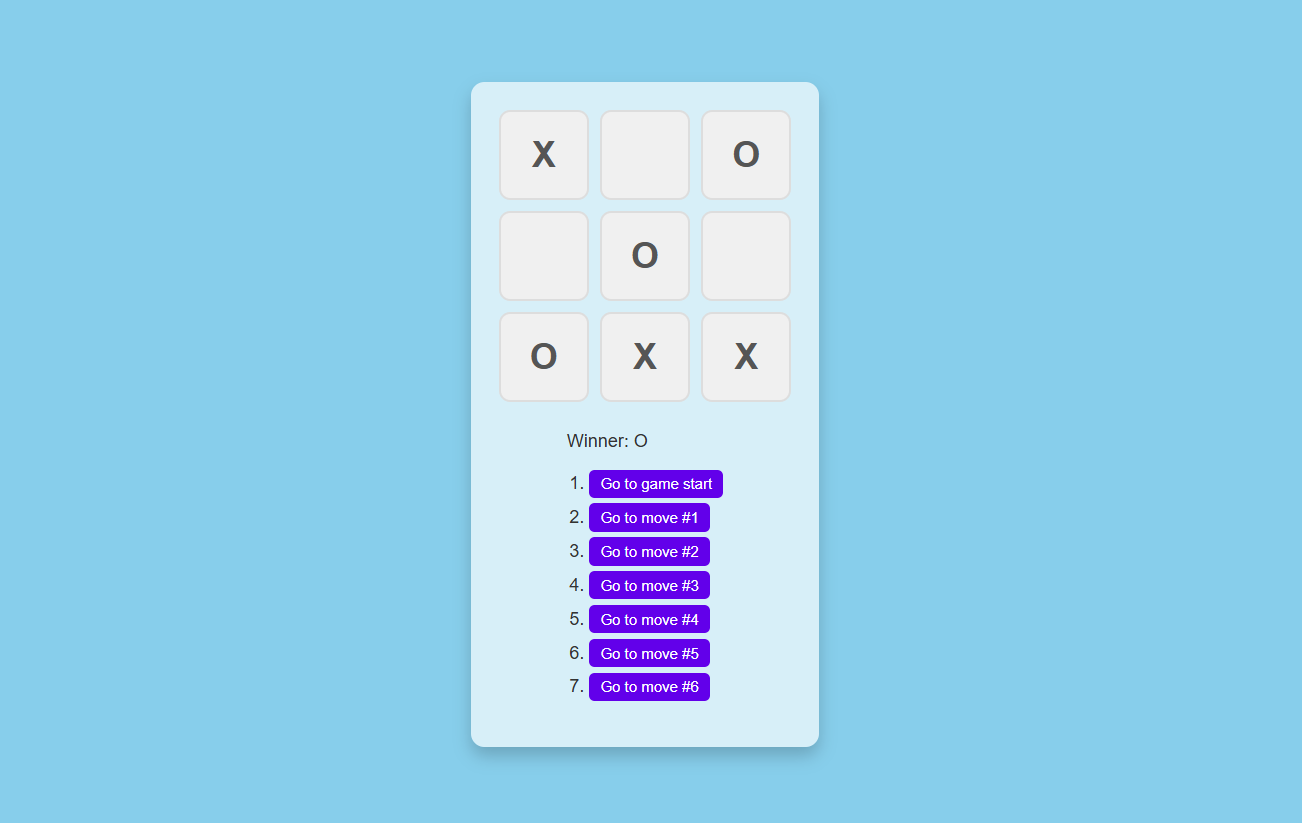 X O
O
O X X
Winner: O
1. Go to game start
2. Go to move #1
3. Go to move #2
4. Go to move #3
5. Go to move #4
6. Go to move #5
7. Go to move #6